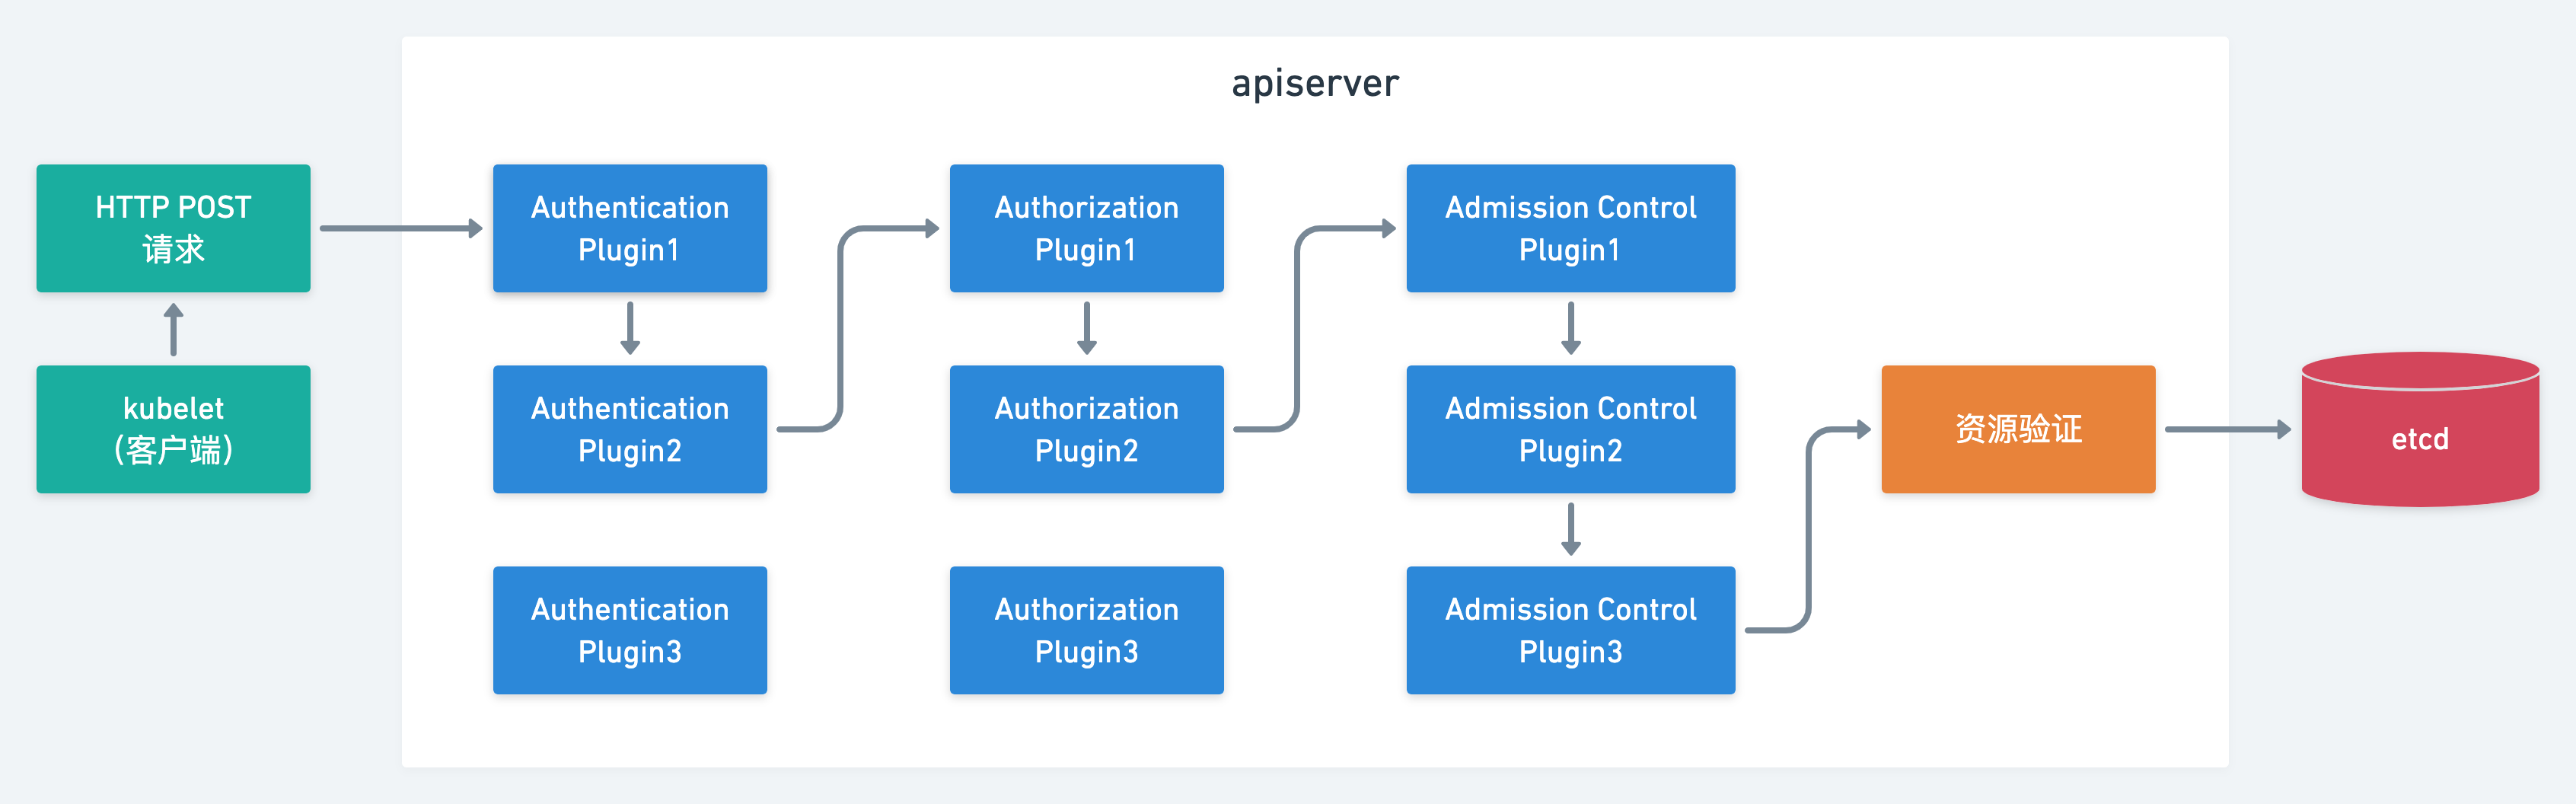 apiserver
HTTP POST
请求
kubelet
(客户端)
Authentication
Plugin1
Authentication
Plugin2
Authentication
Plugin3
Authorization
Plugin1
Authorization
Plugin2
Authorization
Plugin3
Admission Control
Plugin1
Admission Control
Plugin2
Admission Control
Plugin3
资源验证
etcd